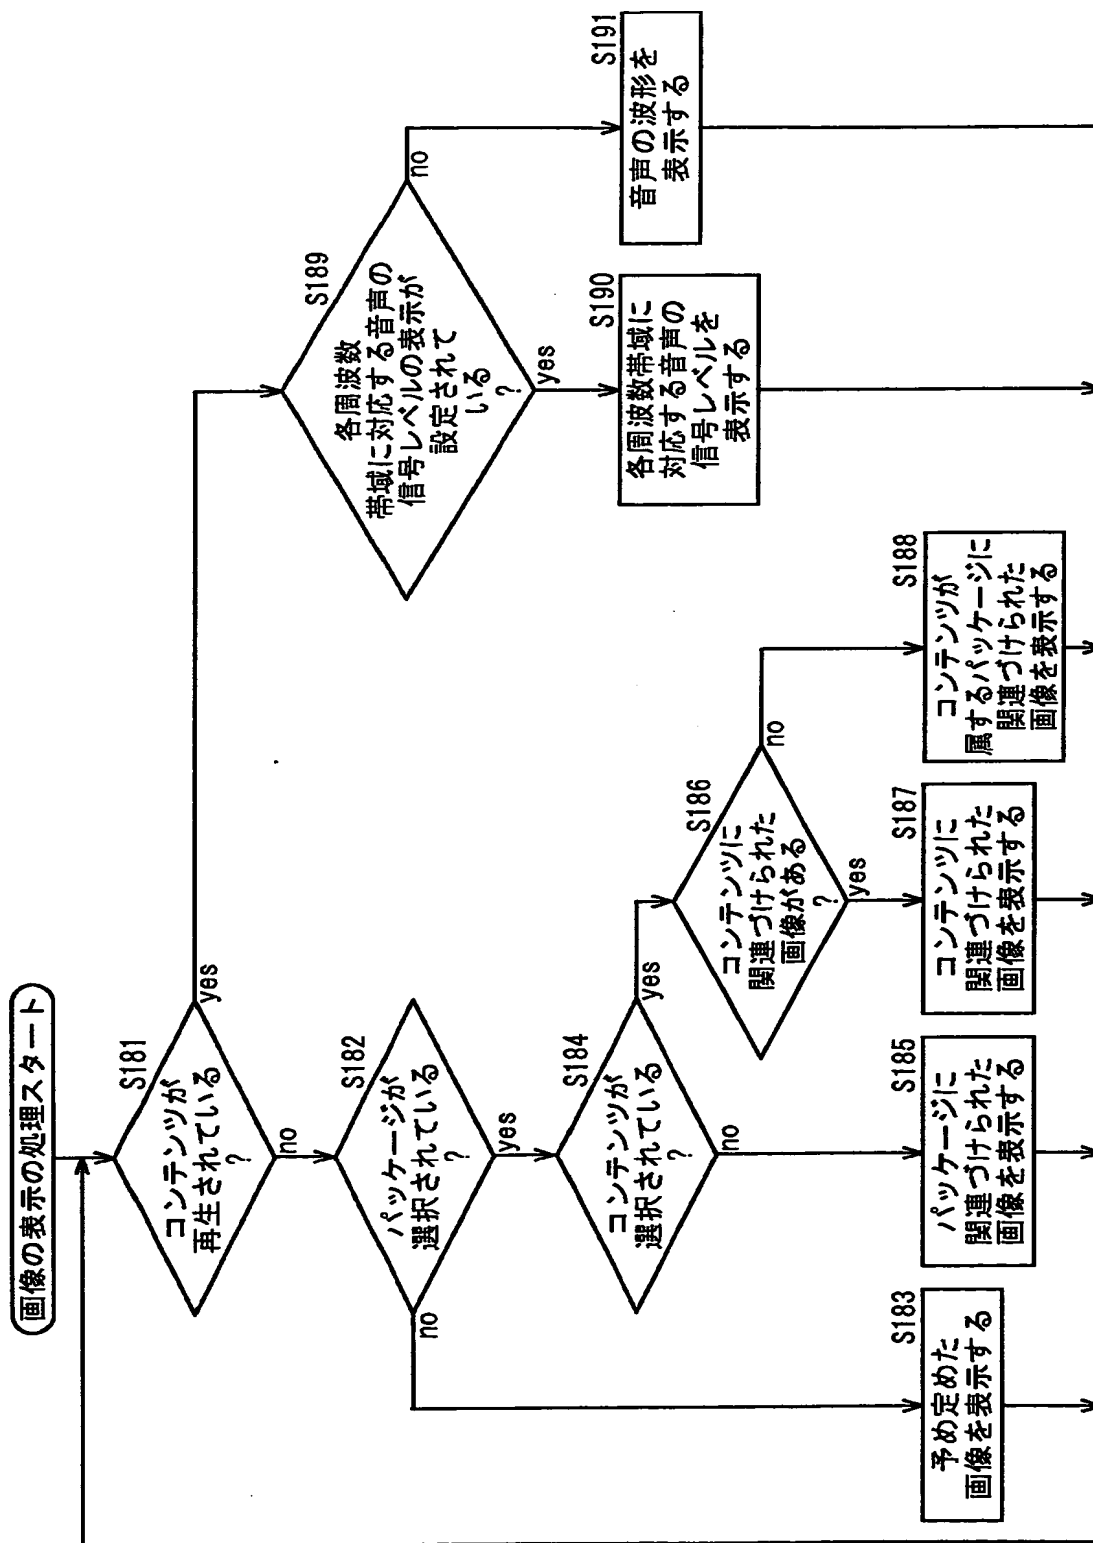 画像の表示の処理スタート
S181
コンテンツが
再生されている
?
yes
no
S182
パッケージが
選択されている
?
no
yes
S183
予め定めた
画像を表示する
S184
コンテンツが
選択されている
?
yes
no
S185
パッケージに
関連づけられた
画像を表示する
S186
コンテンツに
関連づけられた
画像がある
?
no
yes
S187
コンテンツに
関連づけられた
画像を表示する
S188
コンテンツが
属するパッケージに
関連づけられた
画像を表示する
S189
各周波数
帯域に対応する音声の
信号レベルの表示が
設定されて
いる
?
no
yes
S190
各周波数帯域に
対応する音声の
信号レベルを
表示する
S191
音声の波形を
表示する